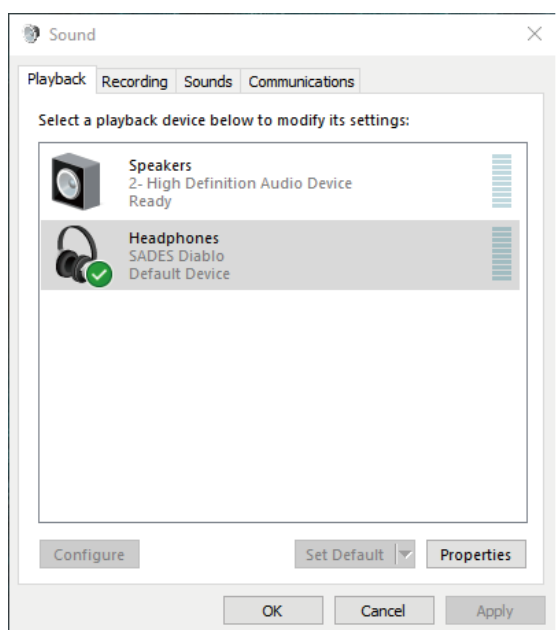 Sound
Playback Recording Sounds Communications
Select a playback device below to modify its settings:
Speakers
2- High Definition Audio Device
Ready
Headphones
SADES Diablo
Default Device
Configure Set Default Properties
OK Cancel Apply